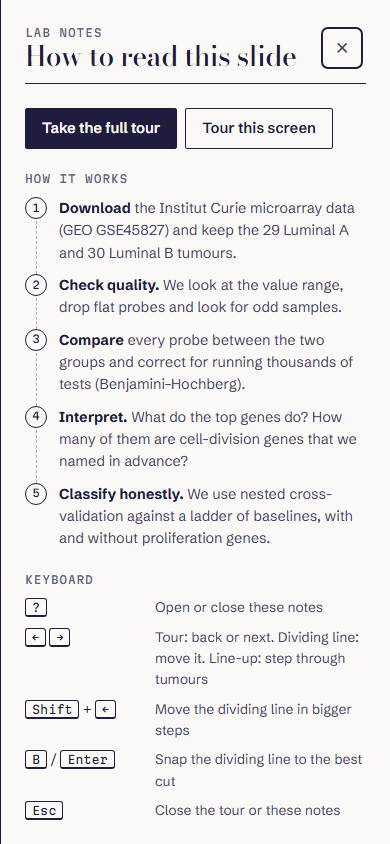 LAB NOTES
How to read this slide
×
Take the full tour
Tour this screen
HOW IT WORKS
1 Download the Institut Curie microarray data
(GEO GSE45827) and keep the 29 Luminal A
and 30 Luminal B tumours.
2 Check quality. We look at the value range,
drop flat probes and look for odd samples.
3 Compare every probe between the two
groups and correct for running thousands of
tests (Benjamini–Hochberg).
4 Interpret. What do the top genes do? How
many of them are cell-division genes that we
named in advance?
5 Classify honestly. We use nested cross-
validation against a ladder of baselines, with
and without proliferation genes.
KEYBOARD
? Open or close these notes
← → Tour: back or next. Dividing line:
move it. Line-up: step through
tumours
Shift + ← Move the dividing line in bigger
steps
B / Enter Snap the dividing line to the best
cut
Esc Close the tour or these notes